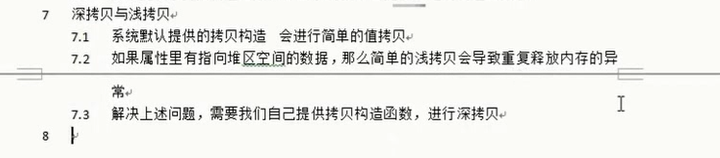 7 深拷贝与浅拷贝
7.1 系统默认提供的拷贝构造 会进行简单的值拷贝
7.2 如果属性里有指向堆区空间的数据，那么简单的浅拷贝会导致重复释放内存的异
常
7.3 解决上述问题，需要我们自己提供拷贝构造函数，进行深拷贝
8